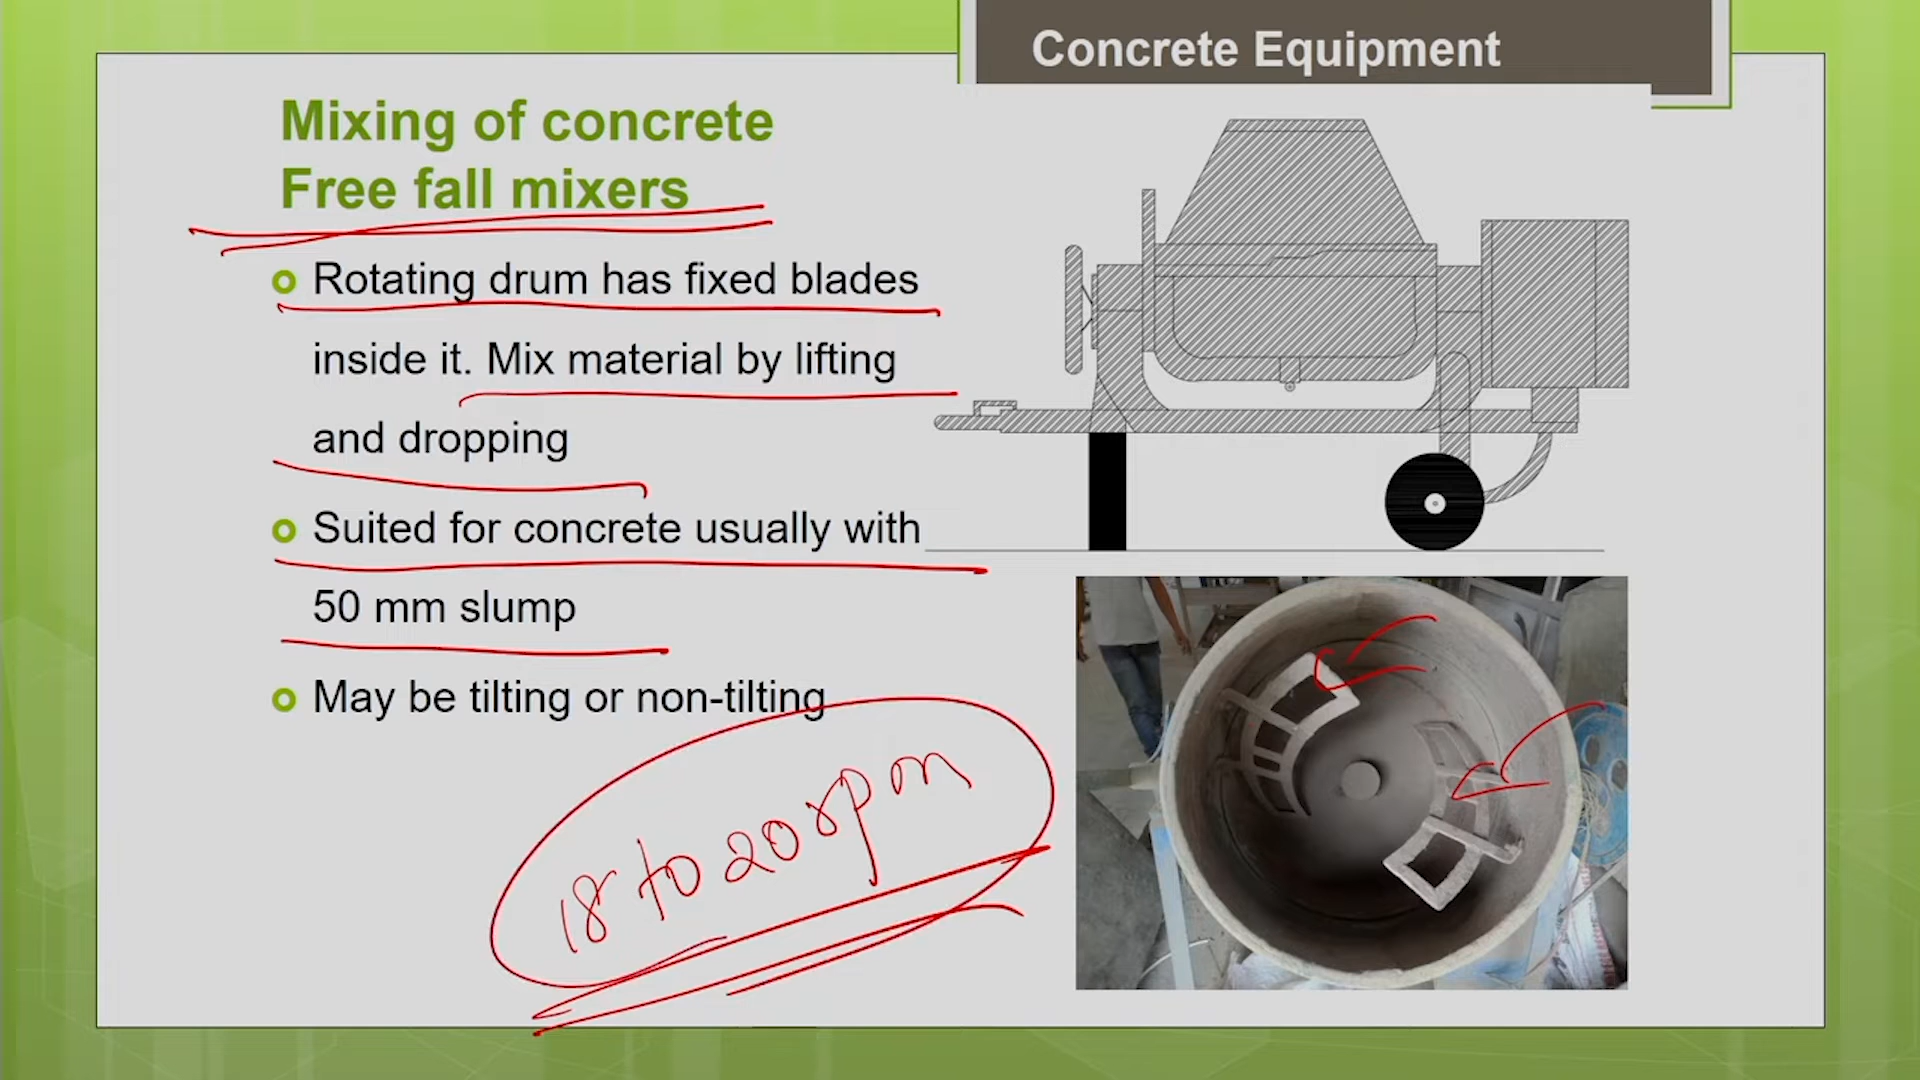 Concrete Equipment
Mixing of concrete
Free fall mixers
Rotating drum has fixed blades
inside it. Mix material by lifting
and dropping
Suited for concrete usually with
50 mm slump
May be tilting or non-tilting
18 to 20 rpm